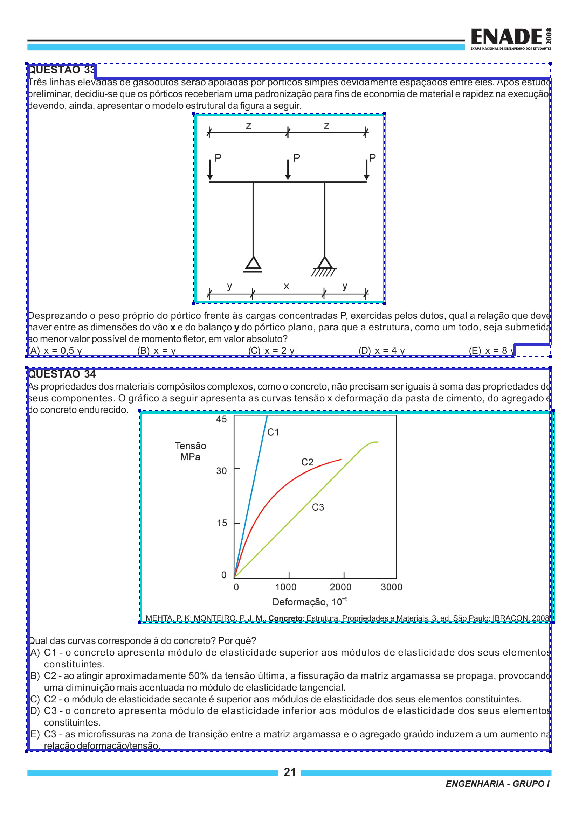 ENADE 2008
EXAME NACIONAL DE DESEMPENHO DOS ESTUDANTES
QUESTÃO 33
Três linhas elevadas de gasodutos serão apoiadas por pórticos simples devidamente espaçados entre eles. Após estudo
preliminar, decidiu-se que os pórticos receberiam uma padronização para fins de economia de material e rapidez na execução,
devendo, ainda, apresentar o modelo estrutural da figura a seguir.
z z
P P P
y x y
Desprezando o peso próprio do pórtico frente às cargas concentradas P, exercidas pelos dutos, qual a relação que deve
haver entre as dimensões do vão x e do balanço y do pórtico plano, para que a estrutura, como um todo, seja submetida
ao menor valor possível de momento fletor, em valor absoluto?
(A) x = 0,5 y (B) x = y (C) x = 2 y (D) x = 4 y (E) x = 8 y
QUESTÃO 34
As propriedades dos materiais compósitos complexos, como o concreto, não precisam ser iguais à soma das propriedades de
seus componentes. O gráfico a seguir apresenta as curvas tensão x deformação da pasta de cimento, do agregado e
do concreto endurecido.
45
C1
Tensão
MPa
C2
30
C3
15
0
0 1000 2000 3000
Deformação, 10⁻⁶
MEHTA, P. K, MONTEIRO, P. J. M., Concreto: Estrutura, Propriedades e Materiais, 3. ed. São Paulo: IBRACON, 2008
Qual das curvas corresponde à do concreto? Por quê?
(A) C1 - o concreto apresenta módulo de elasticidade superior aos módulos de elasticidade dos seus elementos
constituintes.
(B) C2 - ao atingir aproximadamente 50% da tensão última, a fissuração da matriz argamassa se propaga, provocando
uma diminuição mais acentuada no módulo de elasticidade tangencial.
(C) C2 - o módulo de elasticidade secante é superior aos módulos de elasticidade dos seus elementos constituintes.
(D) C3 - o concreto apresenta módulo de elasticidade inferior aos módulos de elasticidade dos seus elementos
constituintes.
(E) C3 - as microfissuras na zona de transição entre a matriz argamassa e o agregado graúdo induzem a um aumento na
relação deformação/tensão.
21
ENGENHARIA - GRUPO I